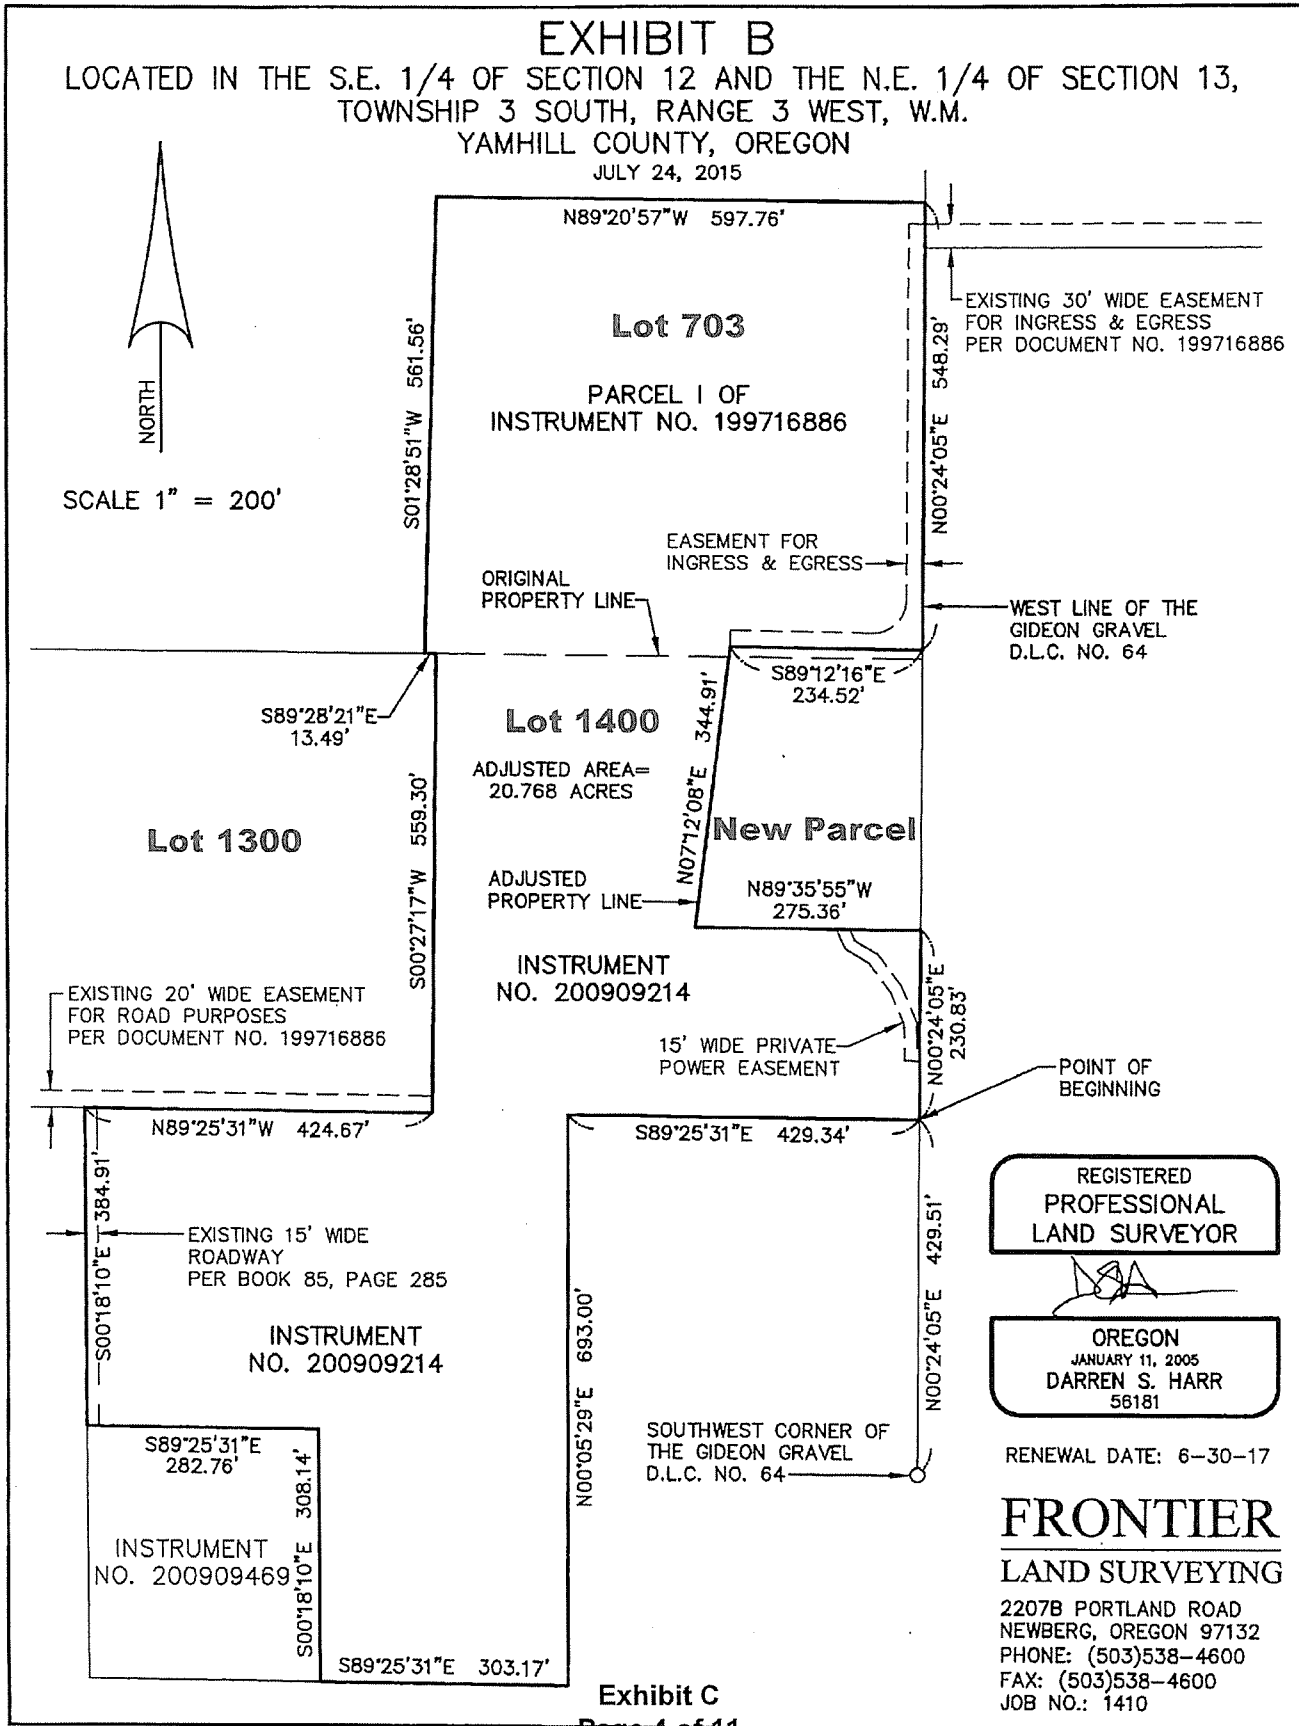 EXHIBIT B
LOCATED IN THE S.E. 1/4 OF SECTION 12 AND THE N.E. 1/4 OF SECTION 13,
TOWNSHIP 3 SOUTH, RANGE 3 WEST, W.M.
YAMHILL COUNTY, OREGON
JULY 24, 2015
N89°20'57"W 597.76'
EXISTING 30' WIDE EASEMENT
FOR INGRESS & EGRESS
PER DOCUMENT NO. 199716886
Lot 703
PARCEL I OF
INSTRUMENT NO. 199716886
S01°28'51"W 561.56'
N00°24'05"E 548.29'
NORTH
SCALE 1" = 200'
EASEMENT FOR
INGRESS & EGRESS
ORIGINAL
PROPERTY LINE
WEST LINE OF THE
GIDEON GRAVEL
D.L.C. NO. 64
S89°12'16"E
234.52'
S89°28'21"E
13.49'
Lot 1400
ADJUSTED AREA=
20.768 ACRES
N07°12'08"E 344.91'
Lot 1300
S00°27'17"W 559.30'
New Parcel
ADJUSTED
PROPERTY LINE
N89°35'55"W
275.36'
INSTRUMENT
NO. 200909214
EXISTING 20' WIDE EASEMENT
FOR ROAD PURPOSES
PER DOCUMENT NO. 199716886
15' WIDE PRIVATE
POWER EASEMENT
N00°24'05"E
230.83'
POINT OF
BEGINNING
N89°25'31"W 424.67'
S89°25'31"E 429.34'
S00°18'10"E 384.91'
EXISTING 15' WIDE
ROADWAY
PER BOOK 85, PAGE 285
INSTRUMENT
NO. 200909214
N00°05'29"E 693.00'
N00°24'05"E 429.51'
SOUTHWEST CORNER OF
THE GIDEON GRAVEL
D.L.C. NO. 64
S89°25'31"E
282.76'
S00°18'10"E 308.14'
INSTRUMENT
NO. 200909469
S89°25'31"E 303.17'
REGISTERED
PROFESSIONAL
LAND SURVEYOR
OREGON
JANUARY 11, 2005
DARREN S. HARR
56181
RENEWAL DATE: 6-30-17
FRONTIER
LAND SURVEYING
2207B PORTLAND ROAD
NEWBERG, OREGON 97132
PHONE: (503)538-4600
FAX: (503)538-4600
JOB NO.: 1410
Exhibit C
Page 4 of 11